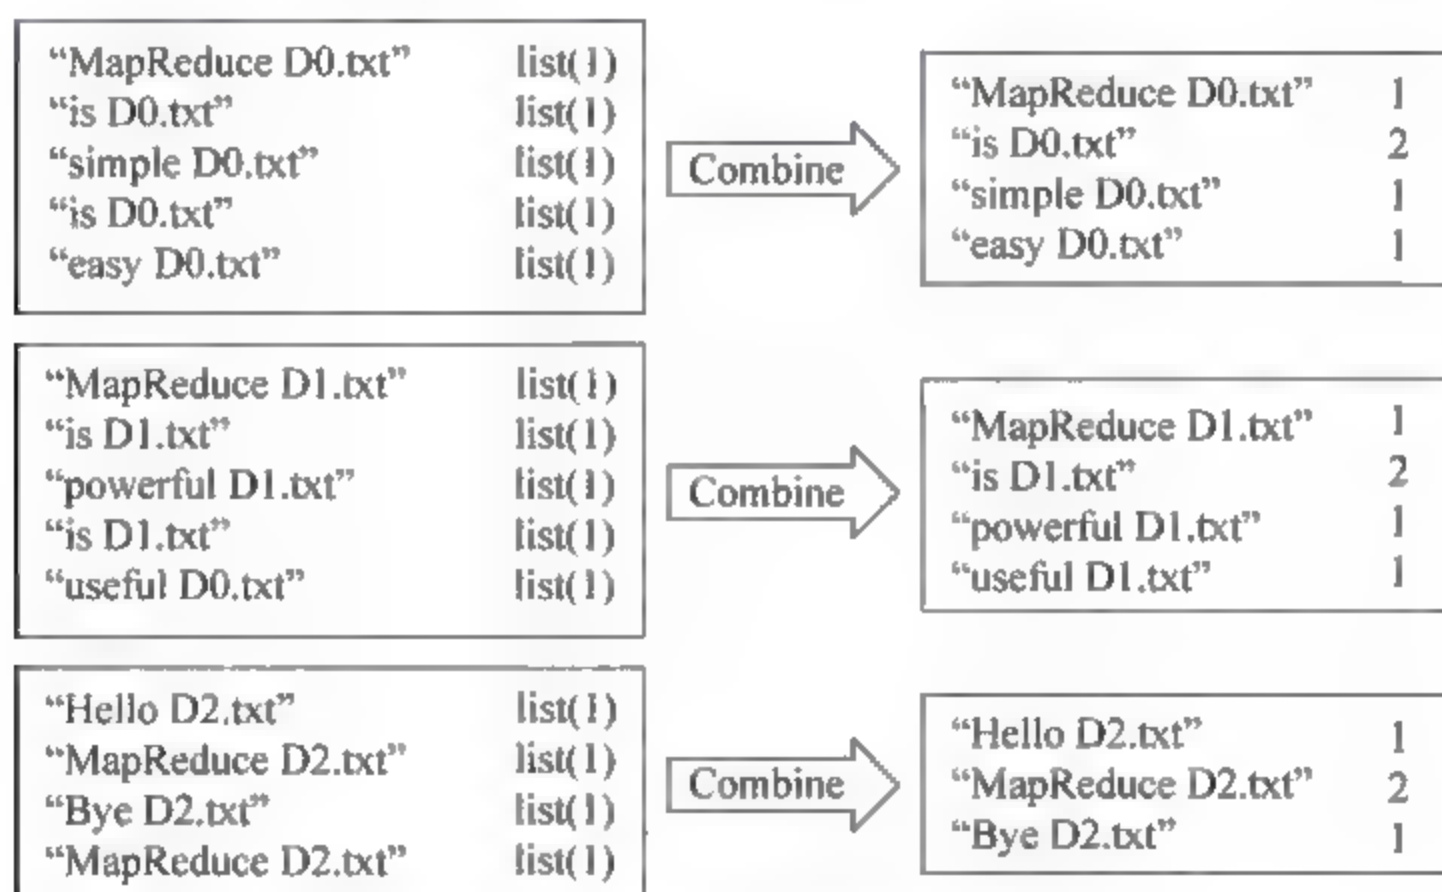 “MapReduce D0.txt” list(1)
“is D0.txt” list(1)
“simple D0.txt” list(1)
“is D0.txt” list(1)
“easy D0.txt” list(1)
Combine
“MapReduce D0.txt” 1
“is D0.txt” 2
“simple D0.txt” 1
“easy D0.txt” 1
“MapReduce D1.txt” list(1)
“is D1.txt” list(1)
“powerful D1.txt” list(1)
“is D1.txt” list(1)
“useful D0.txt” list(1)
Combine
“MapReduce D1.txt” 1
“is D1.txt” 2
“powerful D1.txt” 1
“useful D1.txt” 1
“Hello D2.txt” list(1)
“MapReduce D2.txt” list(1)
“Bye D2.txt” list(1)
“MapReduce D2.txt” list(1)
Combine
“Hello D2.txt” 1
“MapReduce D2.txt” 2
“Bye D2.txt” 1